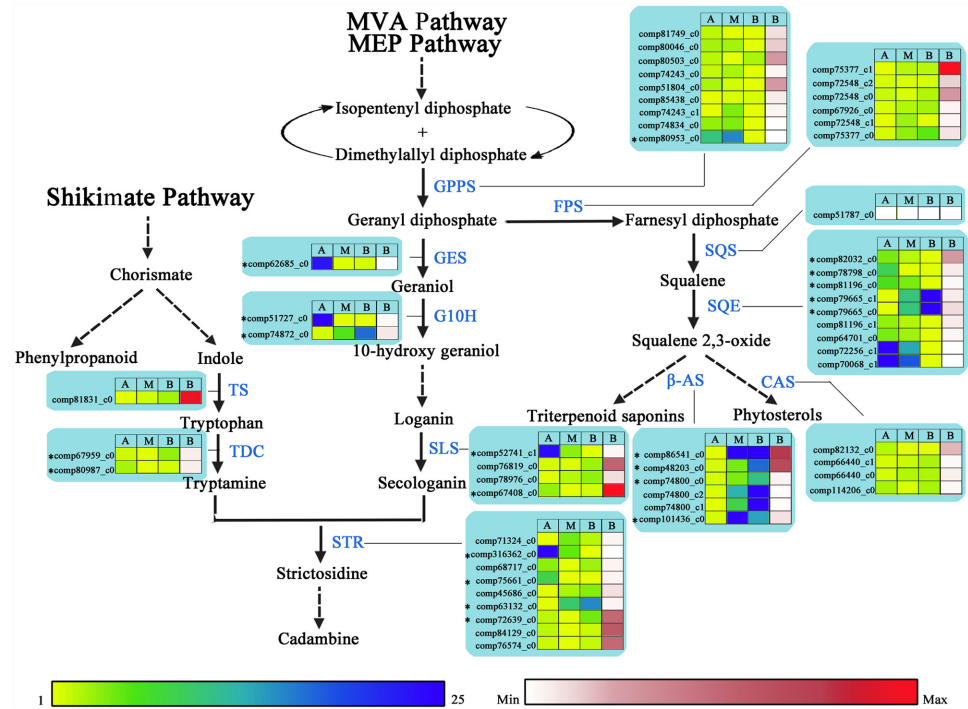 MVA Pathway
MEP Pathway
Isopentenyl diphosphate
+
Dimethylallyl diphosphate
GPPS
A M B B
comp81749_c0
comp80046_c0
comp80503_c0
comp74243_c0
comp51804_c0
comp85438_c0
comp74243_c1
comp74834_c0
*comp80953_c0
A M B B
comp75377_c1
comp72548_c2
comp72548_c0
comp67926_c0
comp72548_c1
comp75377_c0
Shikimate Pathway
Geranyl diphosphate
FPS
Farnesyl diphosphate
A M B B
comp51787_c0
SQS
Chorismate
A M B B
*comp62685_c0
GES
Geraniol
Squalene
A M B B
*comp82032_c0
*comp78798_c0
*comp81196_c0
*comp79665_c1
*comp79665_c0
comp81196_c1
comp64701_c0
comp72256_c1
comp70068_c1
SQE
A M B B
*comp51727_c0
*comp74872_c0
G10H
10-hydroxy geraniol
Squalene 2,3-oxide
Phenylpropanoid
Indole
β-AS
CAS
A M B B
comp81831_c0
TS
Tryptophan
Loganin
Triterpenoid saponins
Phytosterols
A M B B
*comp67959_c0
*comp80987_c0
TDC
Tryptamine
SLS
Secologanin
A M B B
*comp52741_c1
comp76819_c0
comp78976_c0
*comp67408_c0
A M B B
*comp86541_c0
*comp48203_c0
*comp74800_c0
comp74800_c2
comp74800_c1
*comp101436_c0
A M B B
comp82132_c0
comp66440_c1
comp66440_c0
comp114206_c0
STR
Strictosidine
Cadambine
A M B B
comp71324_c0
*comp316362_c0
comp68717_c0
*comp75661_c0
comp45686_c0
*comp63132_c0
*comp72639_c0
comp84129_c0
comp76574_c0
1 25
Min Max